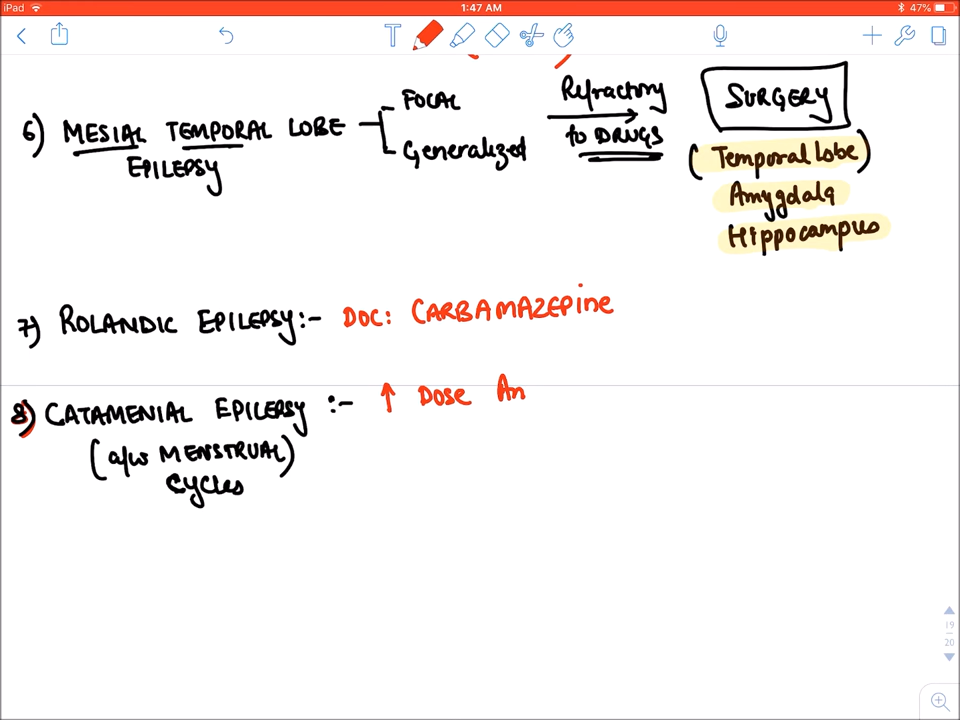 iPad 1:47 AM 47%
T
6) MESIAL TEMPORAL LOBE EPILEPSY
FOCAL
Generalized
Refractory
to DRUGS
SURGERY
(Temporal lobe)
Amygdala
Hippocampus
7) ROLANDIC EPILEPSY:- DOC: CARBAMAZEPINE
8) CATAMENIAL EPILEPSY :- ↑ Dose An
(a/w MENSTRUAL)
cycles
19
20